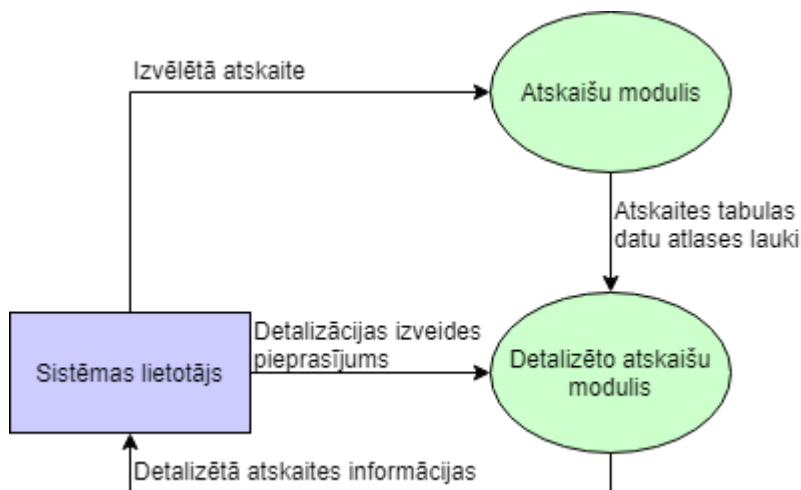 Izvēlētā atskaite
Atskaišu modulis
Atskaites tabulas
datu atlases lauki
Sistēmas lietotājs
Detalizācijas izveides
pieprasījums
Detalizēto atskaišu
modulis
Detalizētā atskaites informācijas